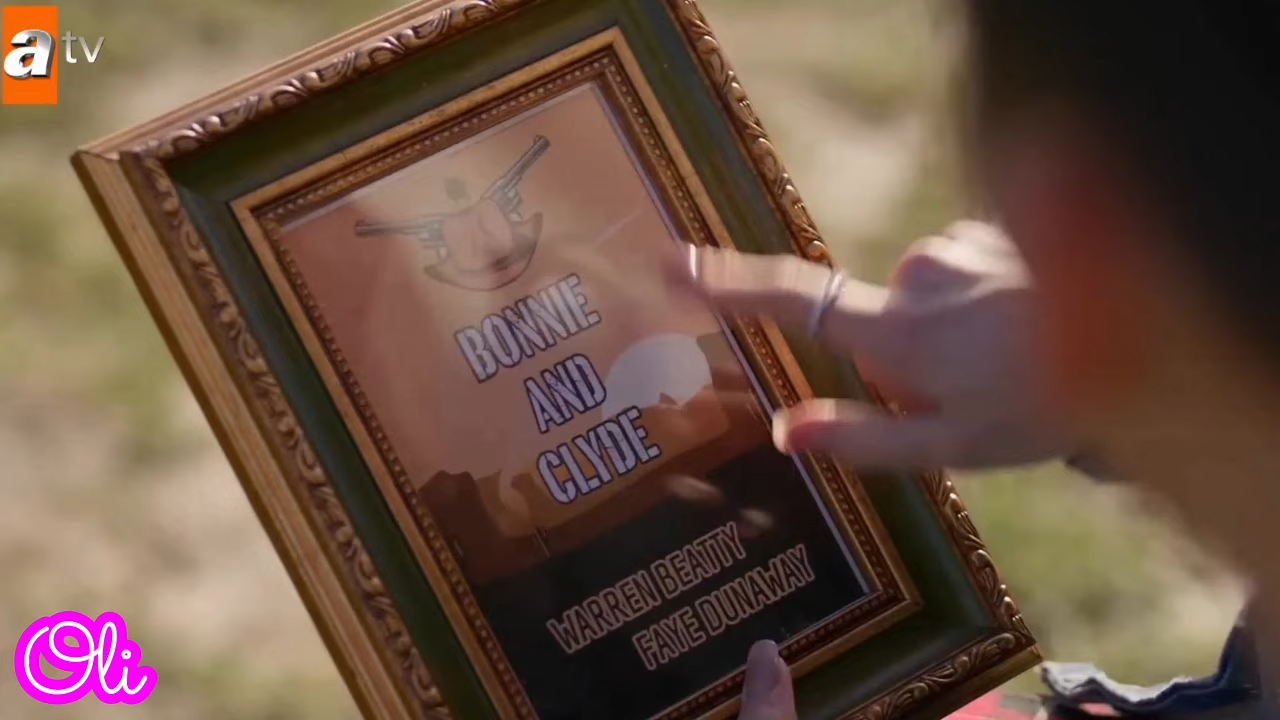 atv
BONNIE
AND
CLYDE
WARREN BEATTY
FAYE DUNAWAY
Oli